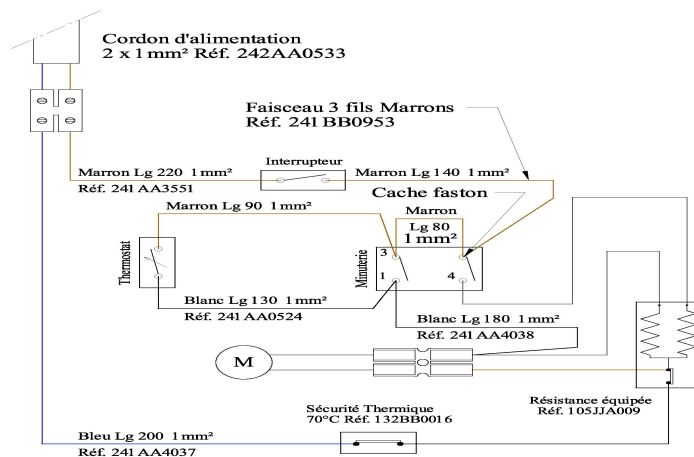 Cordon d'alimentation
2 x 1 mm² Réf. 242AA0533
Faisceau 3 fils Marrons
Réf. 241 BB0953
Interrupteur
Marron Lg 220 1 mm²
Réf. 241 AA3551
Marron Lg 140 1 mm²
Cache faston
Marron Lg 90 1 mm²
Marron
Lg 80
1 mm²
Thermostat
Minuterie
3
1
4
Blanc Lg 130 1 mm²
Réf. 241 AA0524
Blanc Lg 180 1 mm²
Réf. 241 AA4038
M
Résistance équipée
Réf. 105JJA009
Sécurité Thermique
70°C Réf. 132BB0016
Bleu Lg 200 1 mm²
Réf. 241 AA4037